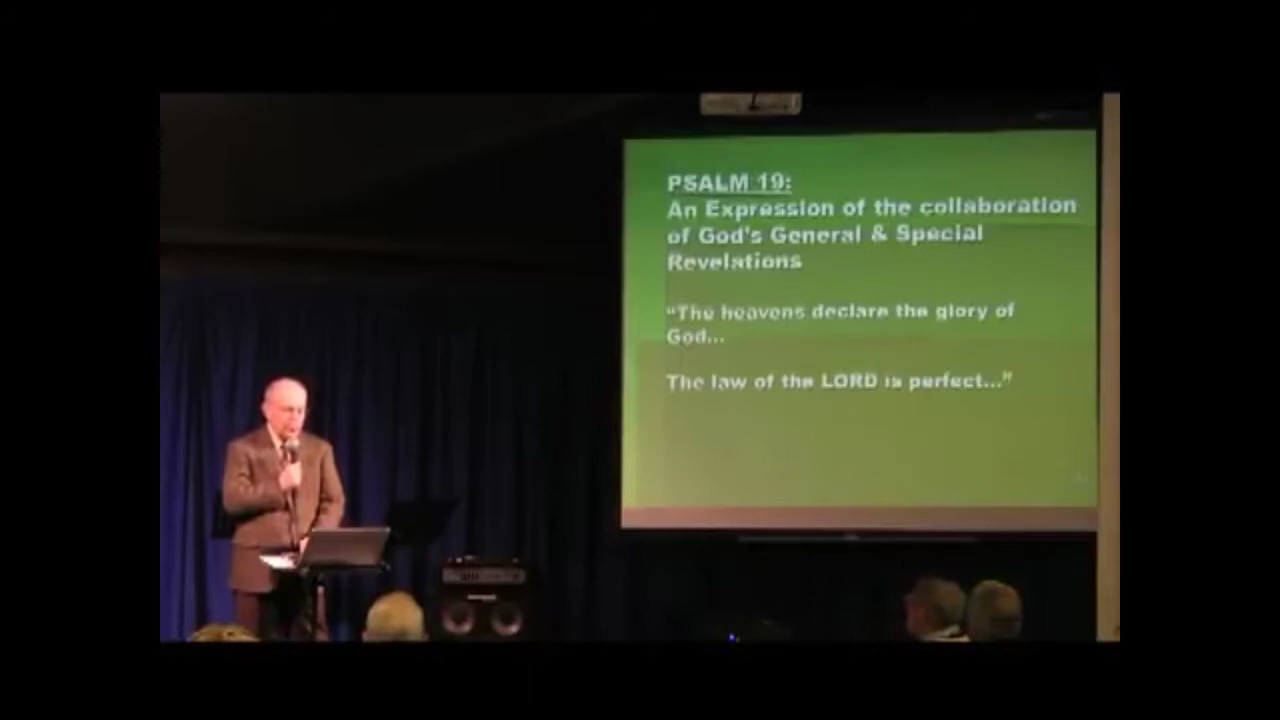 PSALM 19:
An Expression of the collaboration
of God's General & Special
Revelations
“The heavens declare the glory of
God...
The law of the LORD is perfect...”